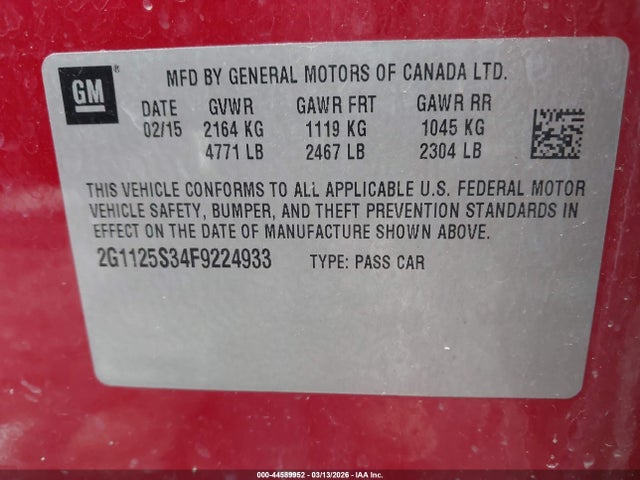 GM®
MFD BY GENERAL MOTORS OF CANADA LTD.
DATE GVWR GAWR FRT GAWR RR
02/15 2164 KG 1119 KG 1045 KG
4771 LB 2467 LB 2304 LB
THIS VEHICLE CONFORMS TO ALL APPLICABLE U.S. FEDERAL MOTOR
VEHICLE SAFETY, BUMPER, AND THEFT PREVENTION STANDARDS IN
EFFECT ON THE DATE OF MANUFACTURE SHOWN ABOVE.
2G1125S34F9224933 TYPE: PASS CAR
000-44589952 / 03/13/2026 / IAA Inc.